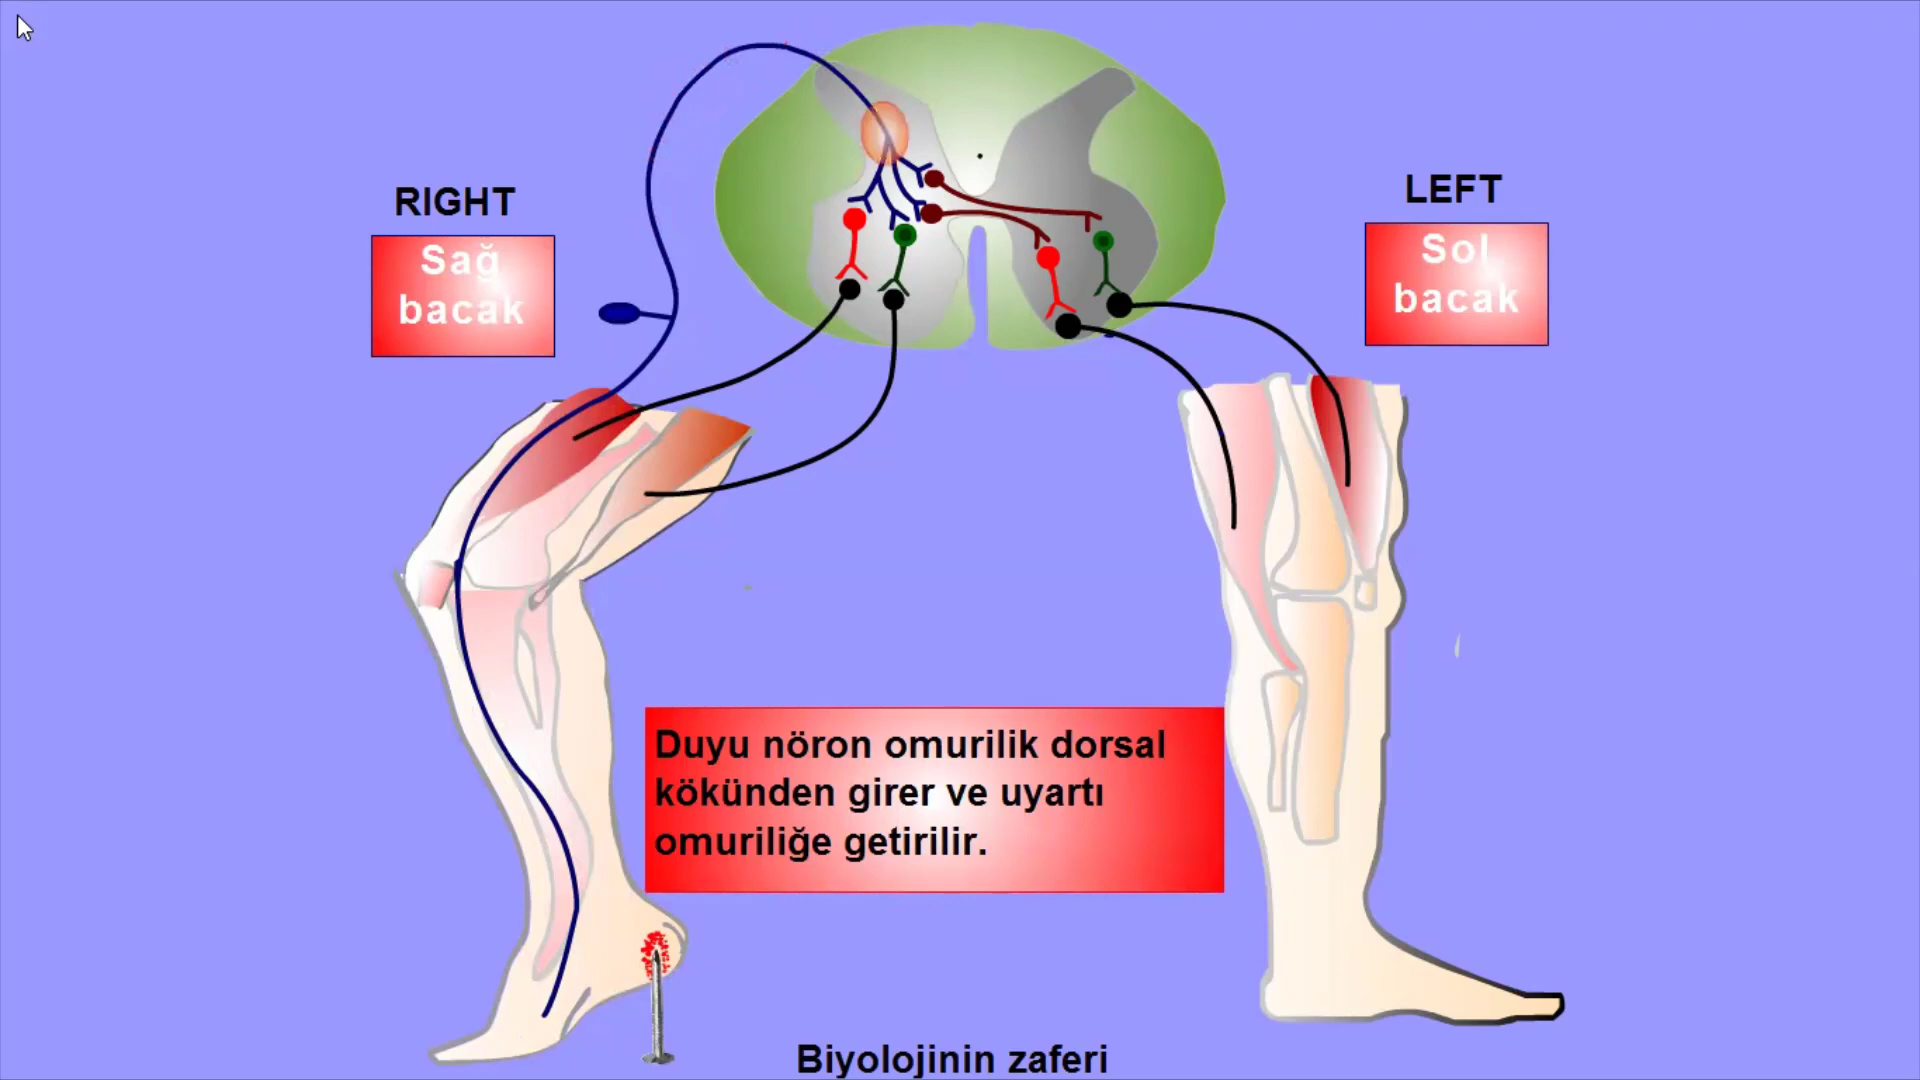 RIGHT
Sağ
bacak
LEFT
Sol
bacak
Duyu nöron omurilik dorsal
kökünden girer ve uyartı
omuriliğe getirilir.
Biyolojinin zaferi